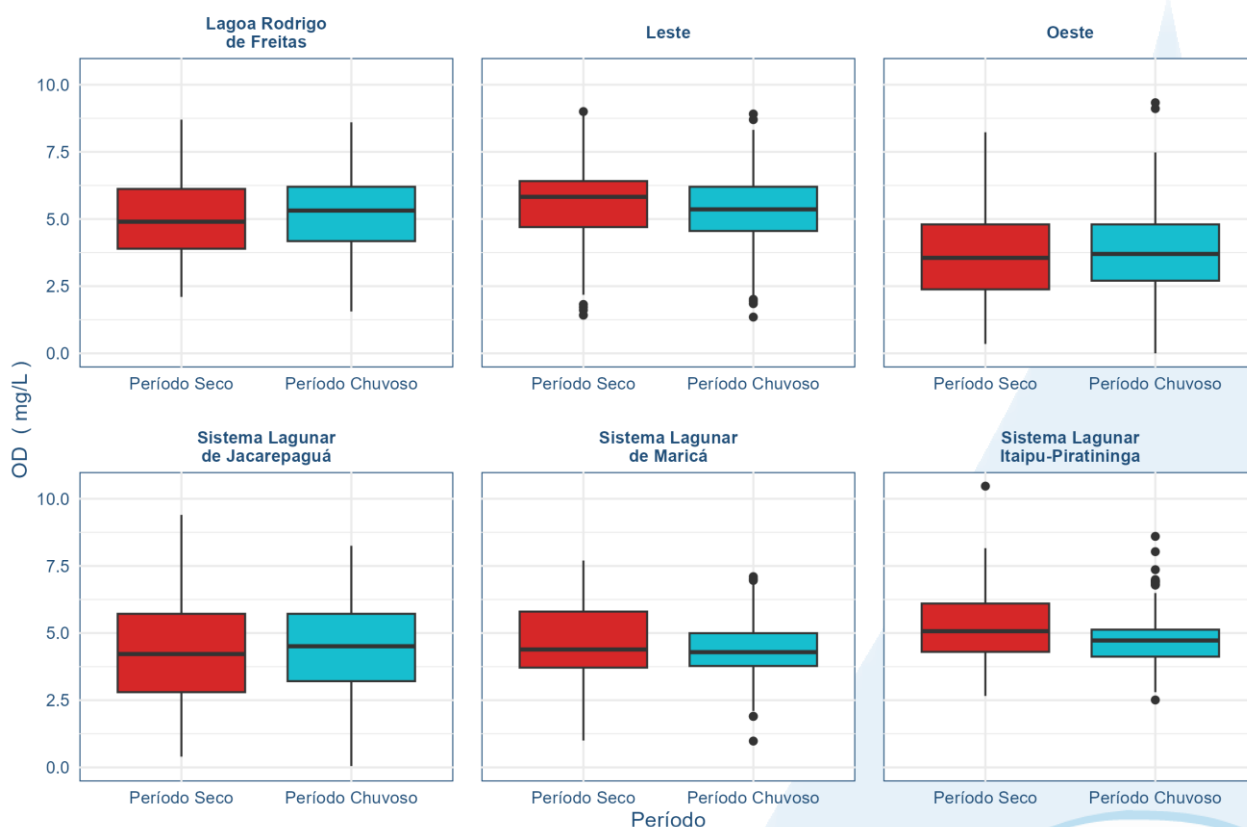 Lagoa Rodrigo
de Freitas
Leste
Oeste
10.0
7.5
5.0
2.5
0.0
Período Seco
Período Chuvoso
Período Seco
Período Chuvoso
Período Seco
Período Chuvoso
OD ( mg/L )
Sistema Lagunar
de Jacarepaguá
Sistema Lagunar
de Maricá
Sistema Lagunar
Itaipu-Piratininga
10.0
7.5
5.0
2.5
0.0
Período Seco
Período Chuvoso
Período Seco
Período Chuvoso
Período Seco
Período Chuvoso
Período